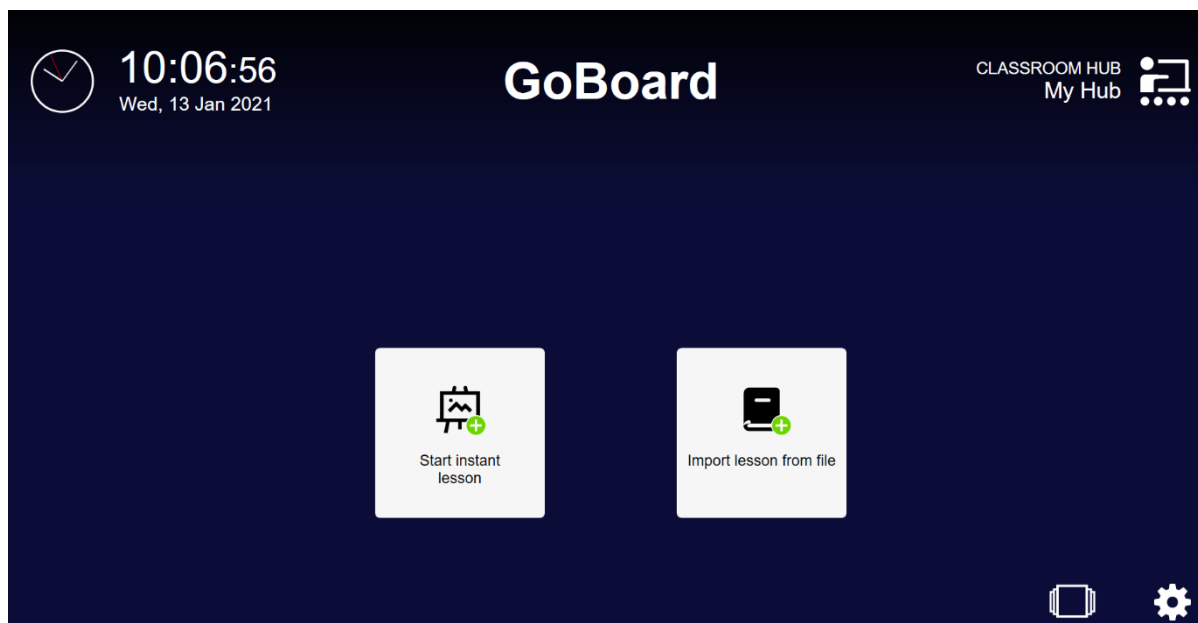 10:06:56
Wed, 13 Jan 2021
GoBoard
CLASSROOM HUB
My Hub
Start instant
lesson
Import lesson from file